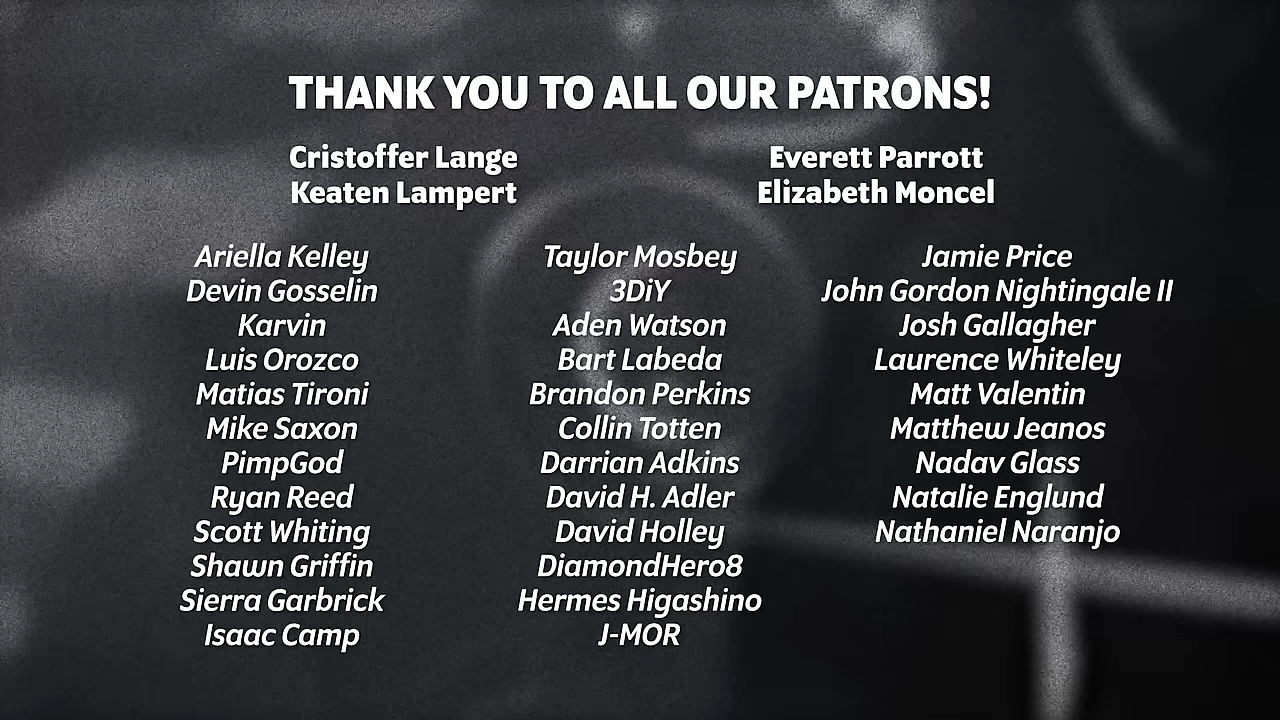 THANK YOU TO ALL OUR PATRONS!
Cristoffer Lange
Keaten Lampert
Everett Parrott
Elizabeth Moncel
Ariella Kelley
Devin Gosselin
Karvin
Luis Orozco
Matias Tironi
Mike Saxon
PimpGod
Ryan Reed
Scott Whiting
Shawn Griffin
Sierra Garbrick
Isaac Camp
Taylor Mosbey
3DiY
Aden Watson
Bart Labeda
Brandon Perkins
Collin Totten
Darrian Adkins
David H. Adler
David Holley
DiamondHero8
Hermes Higashino
J-MOR
Jamie Price
John Gordon Nightingale II
Josh Gallagher
Laurence Whiteley
Matt Valentin
Matthew Jeanos
Nadav Glass
Natalie Englund
Nathaniel Naranjo